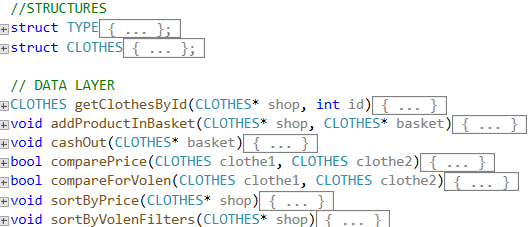 //STRUCTURES
struct TYPE{ ... };
struct CLOTHES{ ... };
// DATA LAYER
CLOTHES getClothesById(CLOTHES* shop, int id){ ... }
void addProductInBasket(CLOTHES* shop, CLOTHES* basket){ ... }
void cashOut(CLOTHES* basket){ ... }
bool comparePrice(CLOTHES clothe1, CLOTHES clothe2){ ... }
bool compareForVolen(CLOTHES clothe1, CLOTHES clothe2){ ... }
void sortByPrice(CLOTHES* shop){ ... }
void sortByVolenFilters(CLOTHES* shop){ ... }